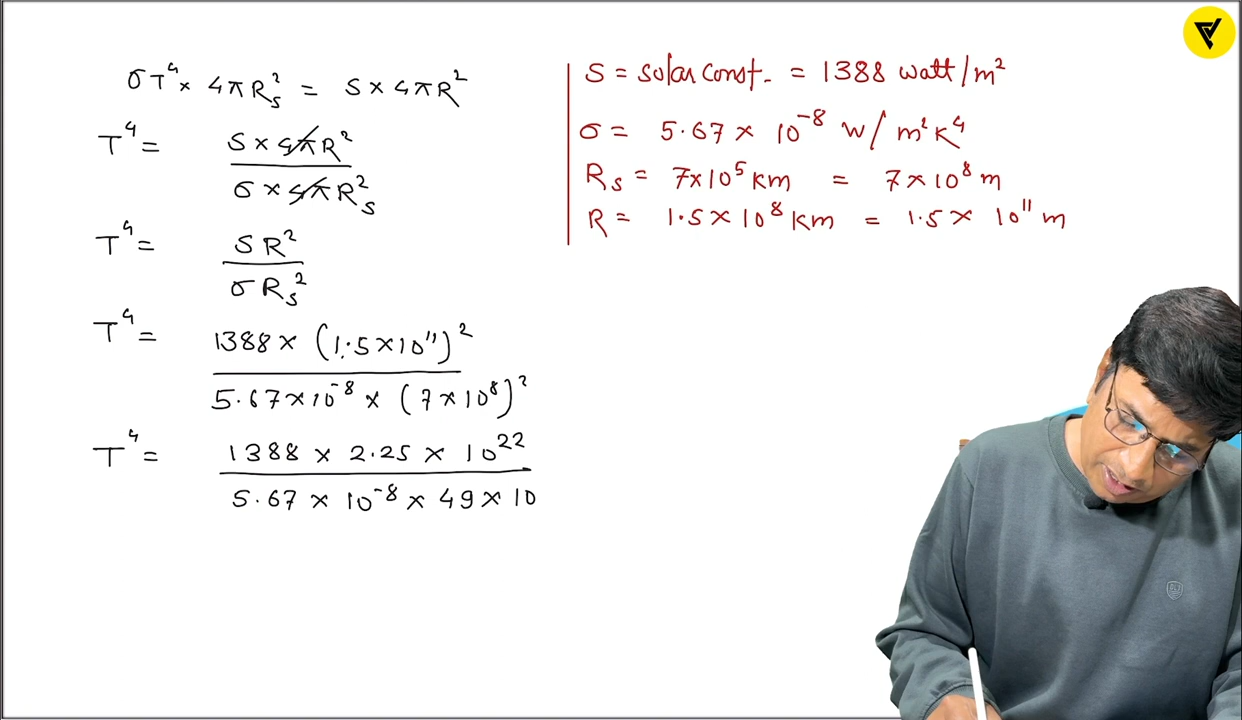 σT⁴ × 4πRₛ² = S × 4πR²
T⁴ = S × 4πR² / σ × 4πRₛ²
T⁴ = SR² / σRₛ²
T⁴ = 1388 × (1.5×10¹¹)² / 5.67×10⁻⁸ × (7×10⁸)²
T⁴ = 1388 × 2.25 × 10²² / 5.67 × 10⁻⁸ × 49 × 10
S = solar const. = 1388 watt/m²
σ = 5.67 × 10⁻⁸ W/m²K⁴
Rₛ = 7×10⁵ km = 7×10⁸ m
R = 1.5×10⁸ km = 1.5 × 10¹¹ m